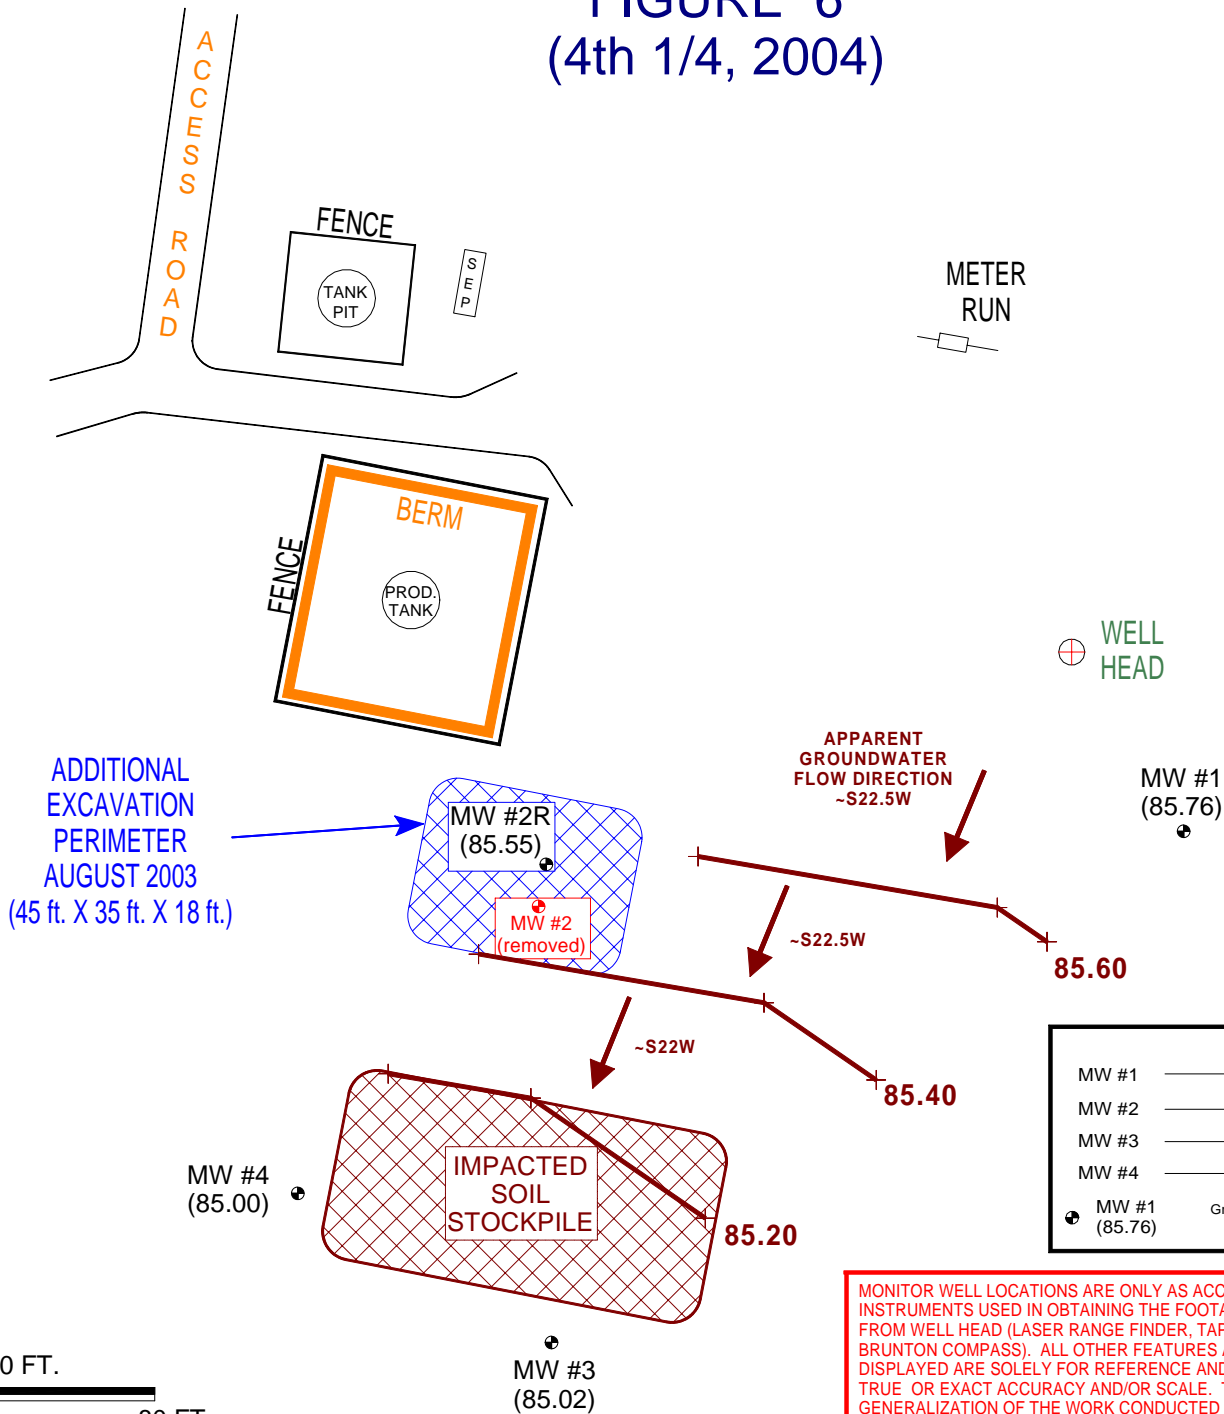 FIGURE 6
(4th 1/4, 2004)
ACCESS ROAD
FENCE
TANK
PIT
SEP
METER
RUN
BERM
FENCE
PROD.
TANK
WELL
HEAD
APPARENT
GROUNDWATER
FLOW DIRECTION
~S22.5W
MW #1
(85.76)
ADDITIONAL
EXCAVATION
PERIMETER
AUGUST 2003
(45 ft. X 35 ft. X 18 ft.)
MW #2R
(85.55)
MW #2
(removed)
~S22.5W
85.60
~S22W
85.40
MW #1
MW #2
MW #3
MW #4
MW #1
(85.76)
MW #4
(85.00)
IMPACTED
SOIL
STOCKPILE
85.20
MONITOR WELL LOCATIONS ARE ONLY AS
INSTRUMENTS USED IN OBTAINING THE
FROM WELL HEAD (LASER RANGE FINDER,
BRUNTON COMPASS). ALL OTHER FEATURES
DISPLAYED ARE SOLELY FOR REFERENCE AND
TRUE OR EXACT ACCURACY AND/OR SCALE.
GENERALIZATION OF THE WORK CONDUCTED
MW #3
(85.02)
0 FT.